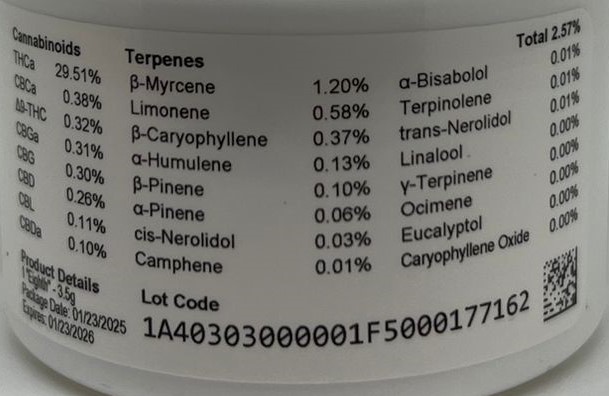 Cannabinoids
THCa 29.51%
CBCa 0.38%
Δ9-THC 0.32%
CBGa 0.31%
CBG 0.30%
CBD 0.26%
CBL 0.11%
CBDa 0.10%
Terpenes
Total 2.57%
β-Myrcene 1.20%
Limonene 0.58%
β-Caryophyllene 0.37%
α-Humulene 0.13%
β-Pinene 0.10%
α-Pinene 0.06%
cis-Nerolidol 0.03%
Camphene 0.01%
α-Bisabolol 0.01%
Terpinolene 0.01%
trans-Nerolidol 0.01%
Linalool 0.00%
γ-Terpinene 0.00%
Ocimene 0.00%
Eucalyptol 0.00%
Caryophyllene Oxide 0.00%
Product Details
1 "Eighth" - 3.5g
Package Date: 01/23/2025
Expires: 01/23/2026
Lot Code
1A40303000001F5000177162